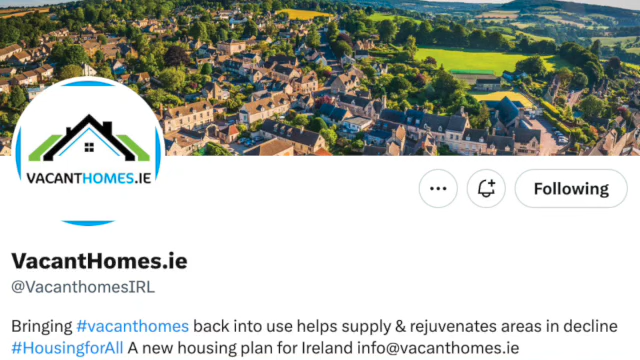 VACANTHOMES.IE
Following
VacantHomes.ie
@VacanthomesIRL
Bringing #vacanthomes back into use helps supply & rejuvenates areas in decline
#HousingforAll A new housing plan for Ireland info@vacanthomes.ie